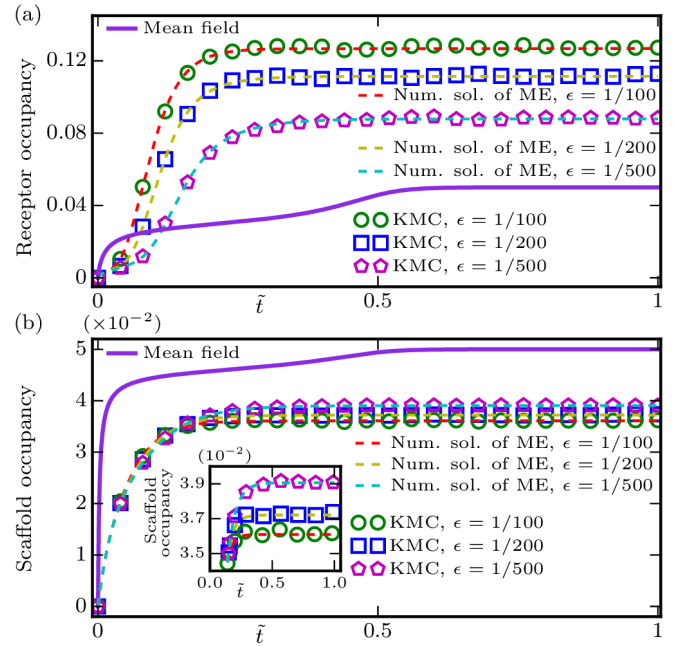 (a)
Mean field
0.12
0.08
0.04
0
Receptor occupancy
Num. sol. of ME, ϵ = 1/100
Num. sol. of ME, ϵ = 1/200
Num. sol. of ME, ϵ = 1/500
KMC, ϵ = 1/100
KMC, ϵ = 1/200
KMC, ϵ = 1/500
0 t̃ 0.5 1
(b) (×10⁻²)
Mean field
5
4
3
2
1
0
Scaffold occupancy
Num. sol. of ME, ϵ = 1/100
Num. sol. of ME, ϵ = 1/200
Num. sol. of ME, ϵ = 1/500
(×10⁻²)
Scaffold
occupancy
3.9
3.7
3.5
0.0 t̃ 0.5 1.0
KMC, ϵ = 1/100
KMC, ϵ = 1/200
KMC, ϵ = 1/500
0 t̃ 0.5 1